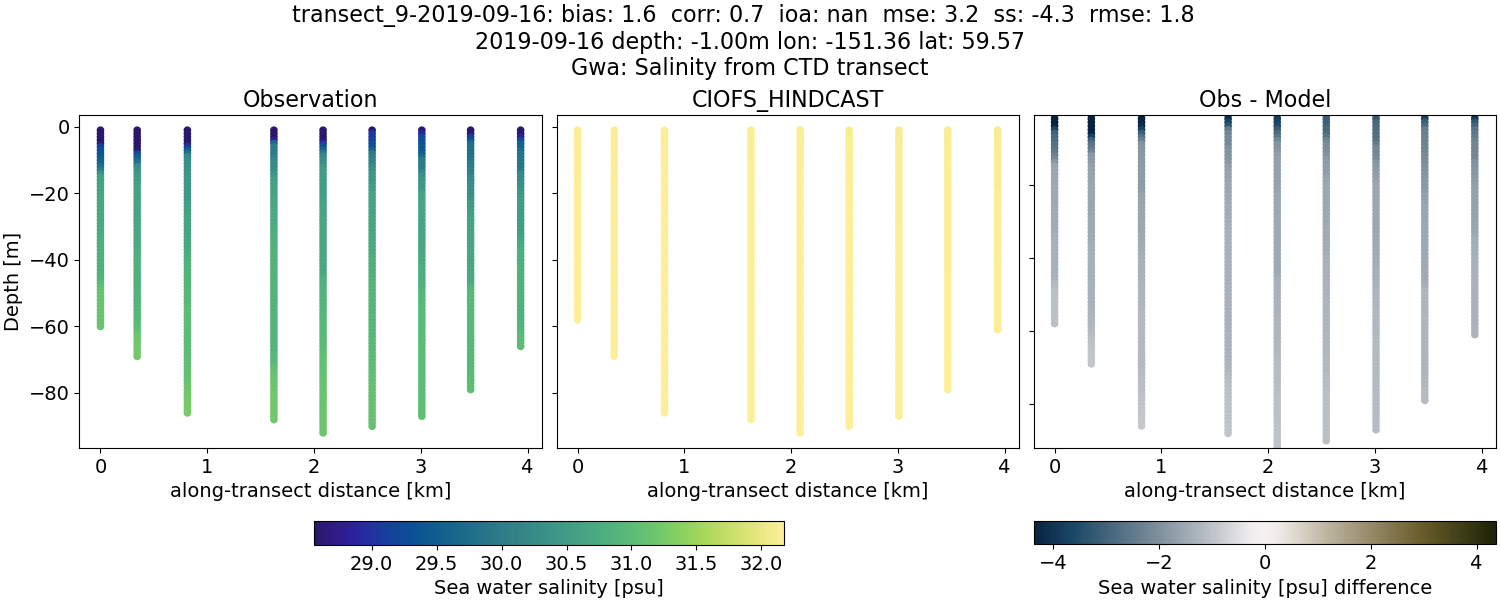 transect_9-2019-09-16: bias: 1.6  corr: 0.7  ioa: nan  mse: 3.2  ss: -4.3  rmse: 1.8
2019-09-16 depth: -1.00m lon: -151.36 lat: 59.57
Gwa: Salinity from CTD transect
Observation
CIOFS_HINDCAST
Obs - Model
Depth [m]
0
−20
−40
−60
−80
0 1 2 3 4
0 1 2 3 4
0 1 2 3 4
along-transect distance [km]
along-transect distance [km]
along-transect distance [km]
29.0 29.5 30.0 30.5 31.0 31.5 32.0
Sea water salinity [psu]
−4 −2 0 2 4
Sea water salinity [psu] difference